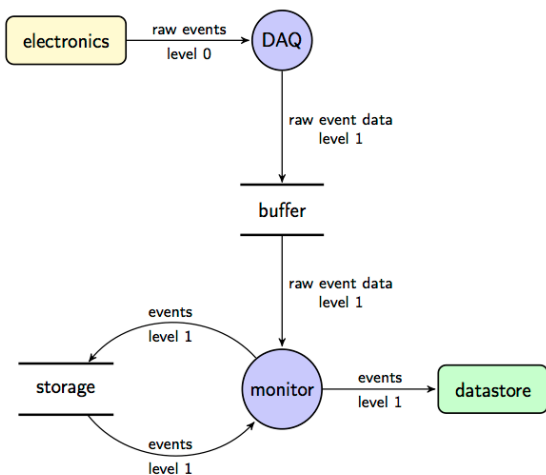 electronics
raw events
level 0
DAQ
raw event data
level 1
buffer
raw event data
level 1
events
level 1
storage
monitor
events
level 1
datastore
events
level 1